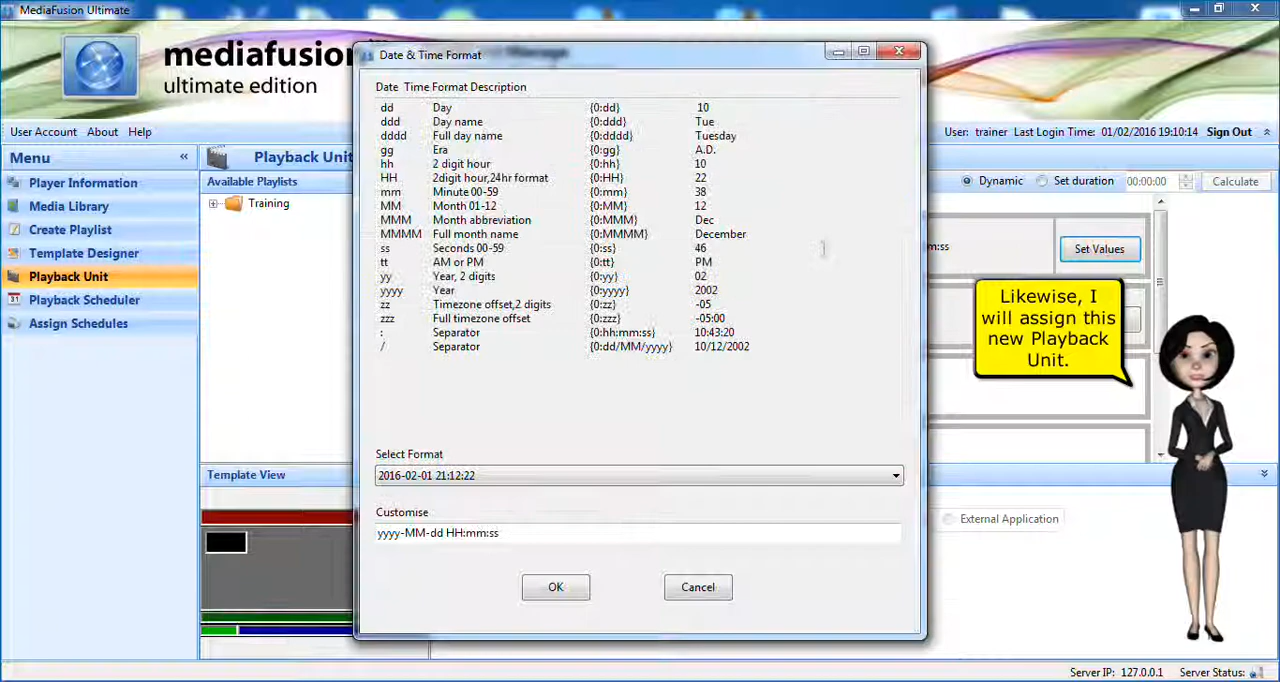 MediaFusion Ultimate
mediafusion
ultimate edition
User Account About Help
User: trainer Last Login Time: 01/02/2016 19:10:14 Sign Out
Menu
Player Information
Media Library
Create Playlist
Template Designer
Playback Unit
Playback Scheduler
Assign Schedules
Playback Unit
Available Playlists
Training
Template View
Dynamic Set duration 00:00:00 Calculate
m:ss
Set Values
External Application
Date & Time Format
Date Time Format Description
dd Day {0:dd} 10
ddd Day name {0:ddd} Tue
dddd Full day name {0:dddd} Tuesday
gg Era {0:gg} A.D.
hh 2 digit hour {0:hh} 10
HH 2digit hour,24hr format {0:HH} 22
mm Minute 00-59 {0:mm} 38
MM Month 01-12 {0:MM} 12
MMM Month abbreviation {0:MMM} Dec
MMMM Full month name {0:MMMM} December
ss Seconds 00-59 {0:ss} 46
tt AM or PM {0:tt} PM
yy Year, 2 digits {0:yy} 02
yyyy Year {0:yyyy} 2002
zz Timezone offset,2 digits {0:zz} -05
zzz Full timezone offset {0:zzz} -05:00
: Separator {0:hh:mm:ss} 10:43:20
/ Separator {0:dd/MM/yyyy} 10/12/2002
Select Format
2016-02-01 21:12:22
Customise
yyyy-MM-dd HH:mm:ss
OK Cancel
Likewise, I
will assign this
new Playback
Unit.
Server IP: 127.0.0.1 Server Status: